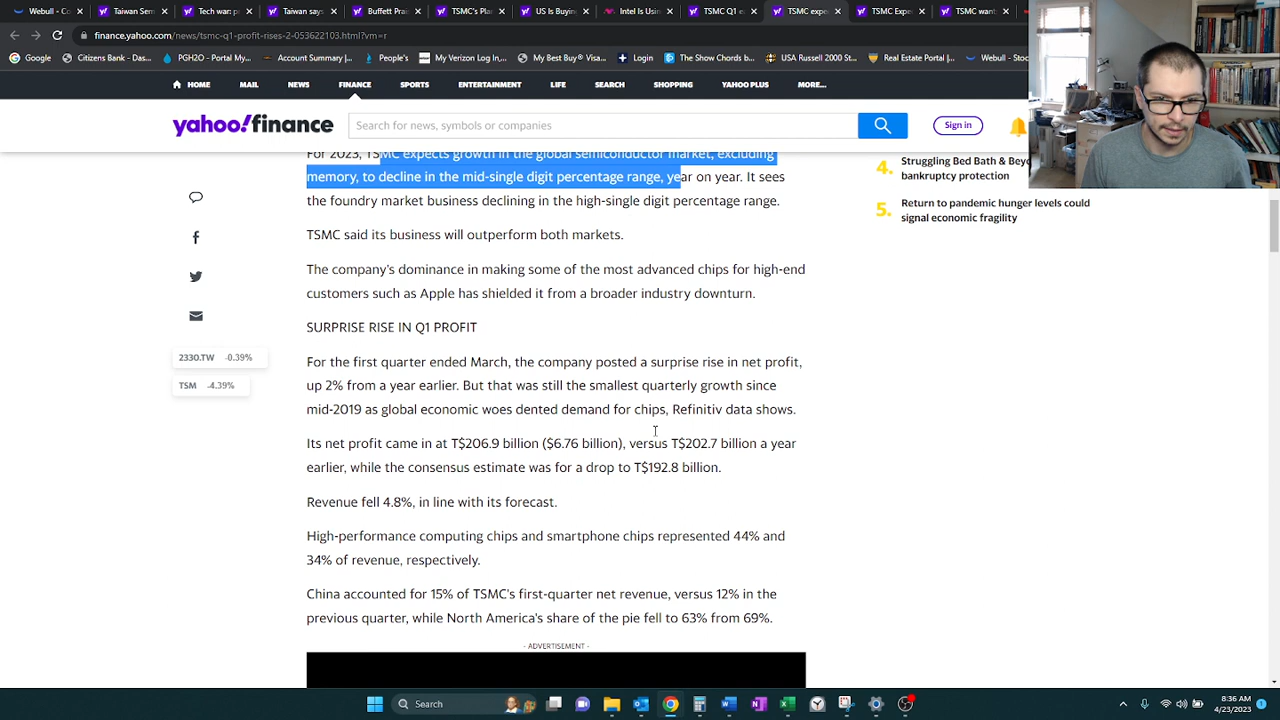 Webull - Co
Taiwan Sem
Tech war: p
Taiwan says
Buffett Prai
TSMC's Pla
US Is Buyin
Intel Is Usin
TSMC Q1 c
TSMC expe
TSMC Expe
TSMC want
finance.yahoo.com/news/tsmc-q1-profit-rises-2-053622103.html?vm=r
Google
Citizens Bank - Das...
PGH2O - Portal My...
Account Summary |...
People's
My Verizon Log In...
My Best Buy® Visa...
Login
The Show Chords b...
USA Russell 2000 St...
Real Estate Portal |...
Webull - Stock
HOME
MAIL
NEWS
FINANCE
SPORTS
ENTERTAINMENT
LIFE
SEARCH
SHOPPING
YAHOO PLUS
MORE...
yahoo!finance
Search for news, symbols or companies
Sign in
For 2023, TSMC expects growth in the global semiconductor market, excluding
memory, to decline in the mid-single digit percentage range, year on year. It sees
the foundry market business declining in the high-single digit percentage range.
TSMC said its business will outperform both markets.
The company's dominance in making some of the most advanced chips for high-end
customers such as Apple has shielded it from a broader industry downturn.
SURPRISE RISE IN Q1 PROFIT
2330.TW -0.39%
TSM -4.39%
For the first quarter ended March, the company posted a surprise rise in net profit,
up 2% from a year earlier. But that was still the smallest quarterly growth since
mid-2019 as global economic woes dented demand for chips, Refinitiv data shows.
Its net profit came in at T$206.9 billion ($6.76 billion), versus T$202.7 billion a year
earlier, while the consensus estimate was for a drop to T$192.8 billion.
Revenue fell 4.8%, in line with its forecast.
High-performance computing chips and smartphone chips represented 44% and
34% of revenue, respectively.
China accounted for 15% of TSMC's first-quarter net revenue, versus 12% in the
previous quarter, while North America's share of the pie fell to 63% from 69%.
- ADVERTISEMENT -
4. Struggling Bed Bath & Beyo
bankruptcy protection
5. Return to pandemic hunger levels could
signal economic fragility
Search
8:36 AM
4/23/2023